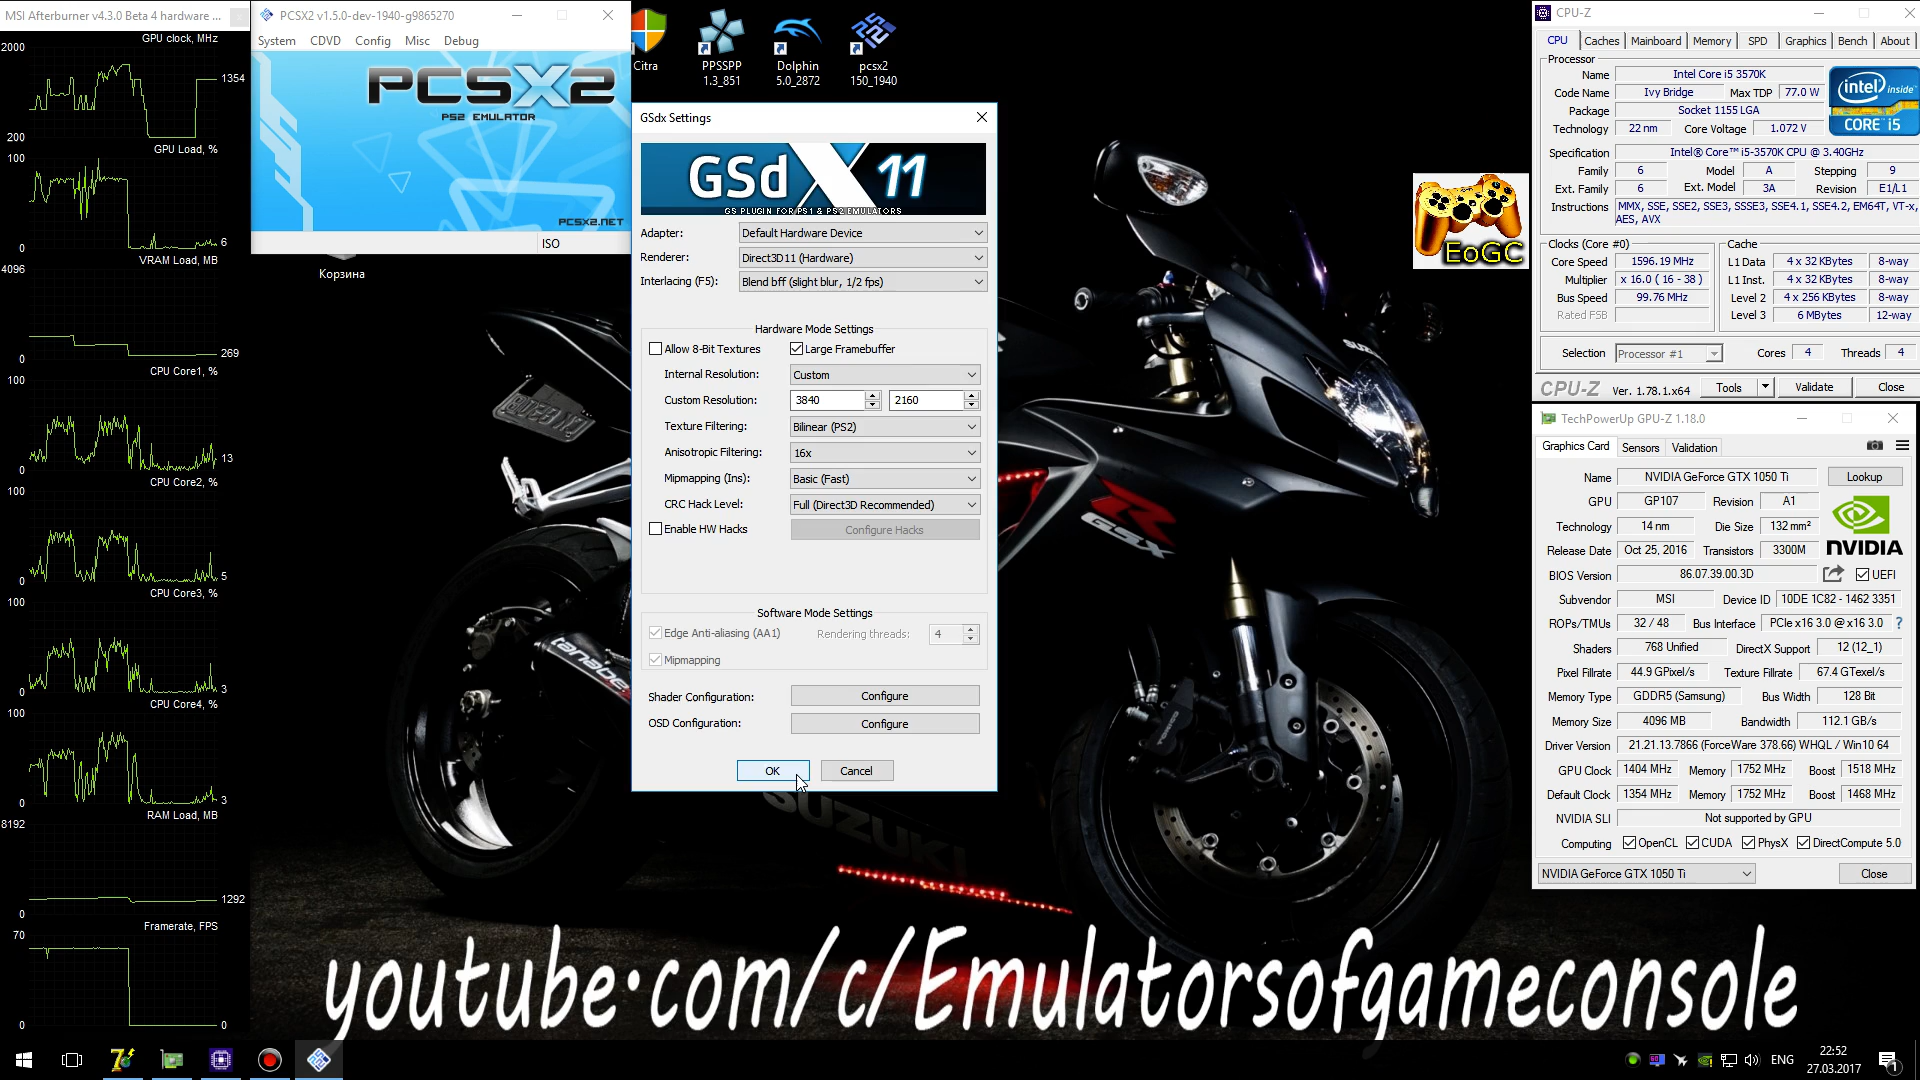 MSI Afterburner v4.3.0 Beta 4 hardware ...
GPU clock, MHz
2000
1354
200
GPU Load, %
100
6
0
VRAM Load, MB
4096
269
0
CPU Core1, %
100
13
0
CPU Core2, %
100
5
0
CPU Core3, %
100
3
0
CPU Core4, %
100
3
0
RAM Load, MB
8192
1292
0
Framerate, FPS
70
0
0
PCSX2 v1.5.0-dev-1940-g9865270
System CDVD Config Misc Debug
PCSX2
PS2 EMULATOR
PCSX2.NET
ISO
Корзина
Citra
PPSSPP
1.3_851
Dolphin
5.0_2872
pcsx2
150_1940
GSdx Settings
GSdX 11
GS PLUGIN FOR PS1 & PS2 EMULATORS
Adapter: Default Hardware Device
Renderer: Direct3D11 (Hardware)
Interlacing (F5): Blend bff (slight blur, 1/2 fps)
Hardware Mode Settings
Allow 8-Bit Textures Large Framebuffer
Internal Resolution: Custom
Custom Resolution: 3840 2160
Texture Filtering: Bilinear (PS2)
Anisotropic Filtering: 16x
Mipmapping (Ins): Basic (Fast)
CRC Hack Level: Full (Direct3D Recommended)
Enable HW Hacks Configure Hacks
Software Mode Settings
Edge Anti-aliasing (AA1) Rendering threads: 4
Mipmapping
Shader Configuration: Configure
OSD Configuration: Configure
OK Cancel
EoGC
SUZUKI
R
GSX
CPU-Z
CPU Caches Mainboard Memory SPD Graphics Bench About
Processor
Name Intel Core i5 3570K
Code Name Ivy Bridge Max TDP 77.0 W
Package Socket 1155 LGA
Technology 22 nm Core Voltage 1.072 V
intel inside™
CORE i5
Specification Intel® Core™ i5-3570K CPU @ 3.40GHz
Family 6 Model A Stepping 9
Ext. Family 6 Ext. Model 3A Revision E1/L1
Instructions MMX, SSE, SSE2, SSE3, SSSE3, SSE4.1, SSE4.2, EM64T, VT-x,
AES, AVX
Clocks (Core #0)
Core Speed 1596.19 MHz
Multiplier x 16.0 ( 16 - 38 )
Bus Speed 99.76 MHz
Rated FSB
Cache
L1 Data 4 x 32 KBytes 8-way
L1 Inst. 4 x 32 KBytes 8-way
Level 2 4 x 256 KBytes 8-way
Level 3 6 MBytes 12-way
Selection Processor #1 Cores 4 Threads 4
CPU-Z Ver. 1.78.1.x64 Tools Validate Close
TechPowerUp GPU-Z 1.18.0
Graphics Card Sensors Validation
Name NVIDIA GeForce GTX 1050 Ti Lookup
GPU GP107 Revision A1
Technology 14 nm Die Size 132 mm²
Release Date Oct 25, 2016 Transistors 3300M
NVIDIA
BIOS Version 86.07.39.00.3D UEFI
Subvendor MSI Device ID 10DE 1C82 - 1462 3351
ROPs/TMUs 32 / 48 Bus Interface PCIe x16 3.0 @ x16 3.0 ?
Shaders 768 Unified DirectX Support 12 (12_1)
Pixel Fillrate 44.9 GPixel/s Texture Fillrate 67.4 GTexel/s
Memory Type GDDR5 (Samsung) Bus Width 128 Bit
Memory Size 4096 MB Bandwidth 112.1 GB/s
Driver Version 21.21.13.7866 (ForceWare 378.66) WHQL / Win10 64
GPU Clock 1404 MHz Memory 1752 MHz Boost 1518 MHz
Default Clock 1354 MHz Memory 1752 MHz Boost 1468 MHz
NVIDIA SLI Not supported by GPU
Computing OpenCL CUDA PhysX DirectCompute 5.0
NVIDIA GeForce GTX 1050 Ti Close
youtube.com/c/Emulatorsofgameconsole
ENG
22:52
27.03.2017
1